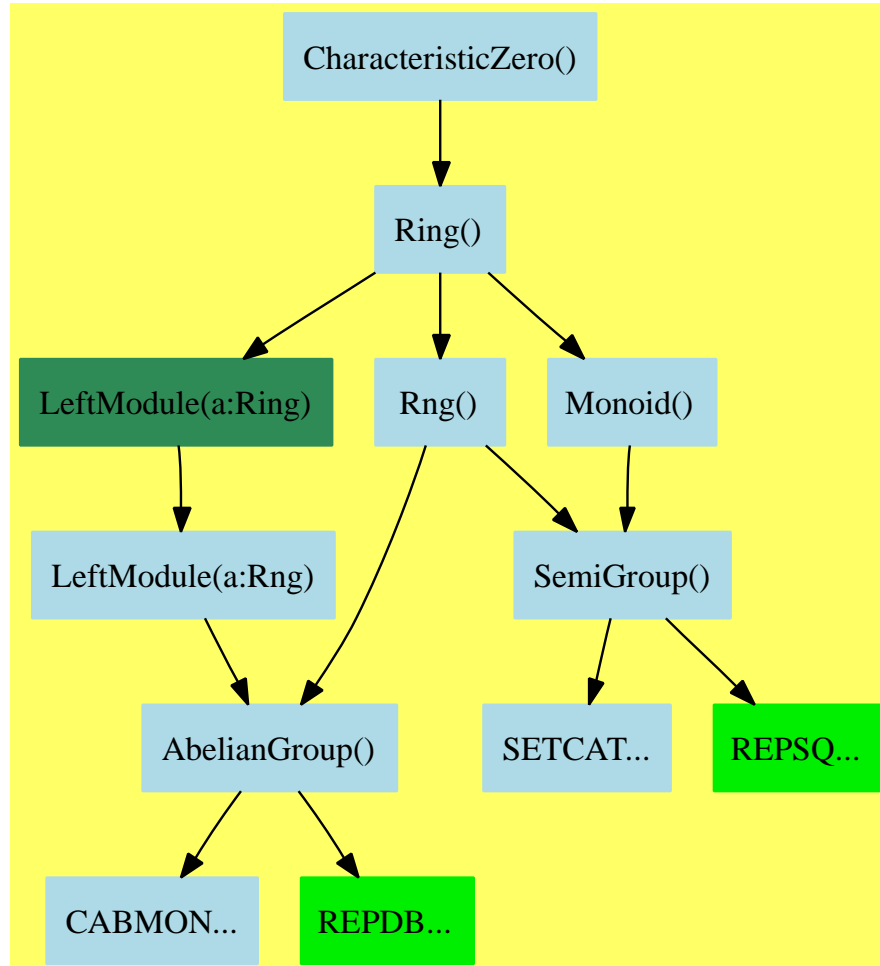 CharacteristicZero()
Ring()
LeftModule(a:Ring)
Rng()
Monoid()
LeftModule(a:Rng)
SemiGroup()
AbelianGroup()
SETCAT...
REPSQ...
CABMON...
REPDB...